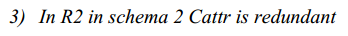 3) In R2 in schema 2 Cattr is redundant